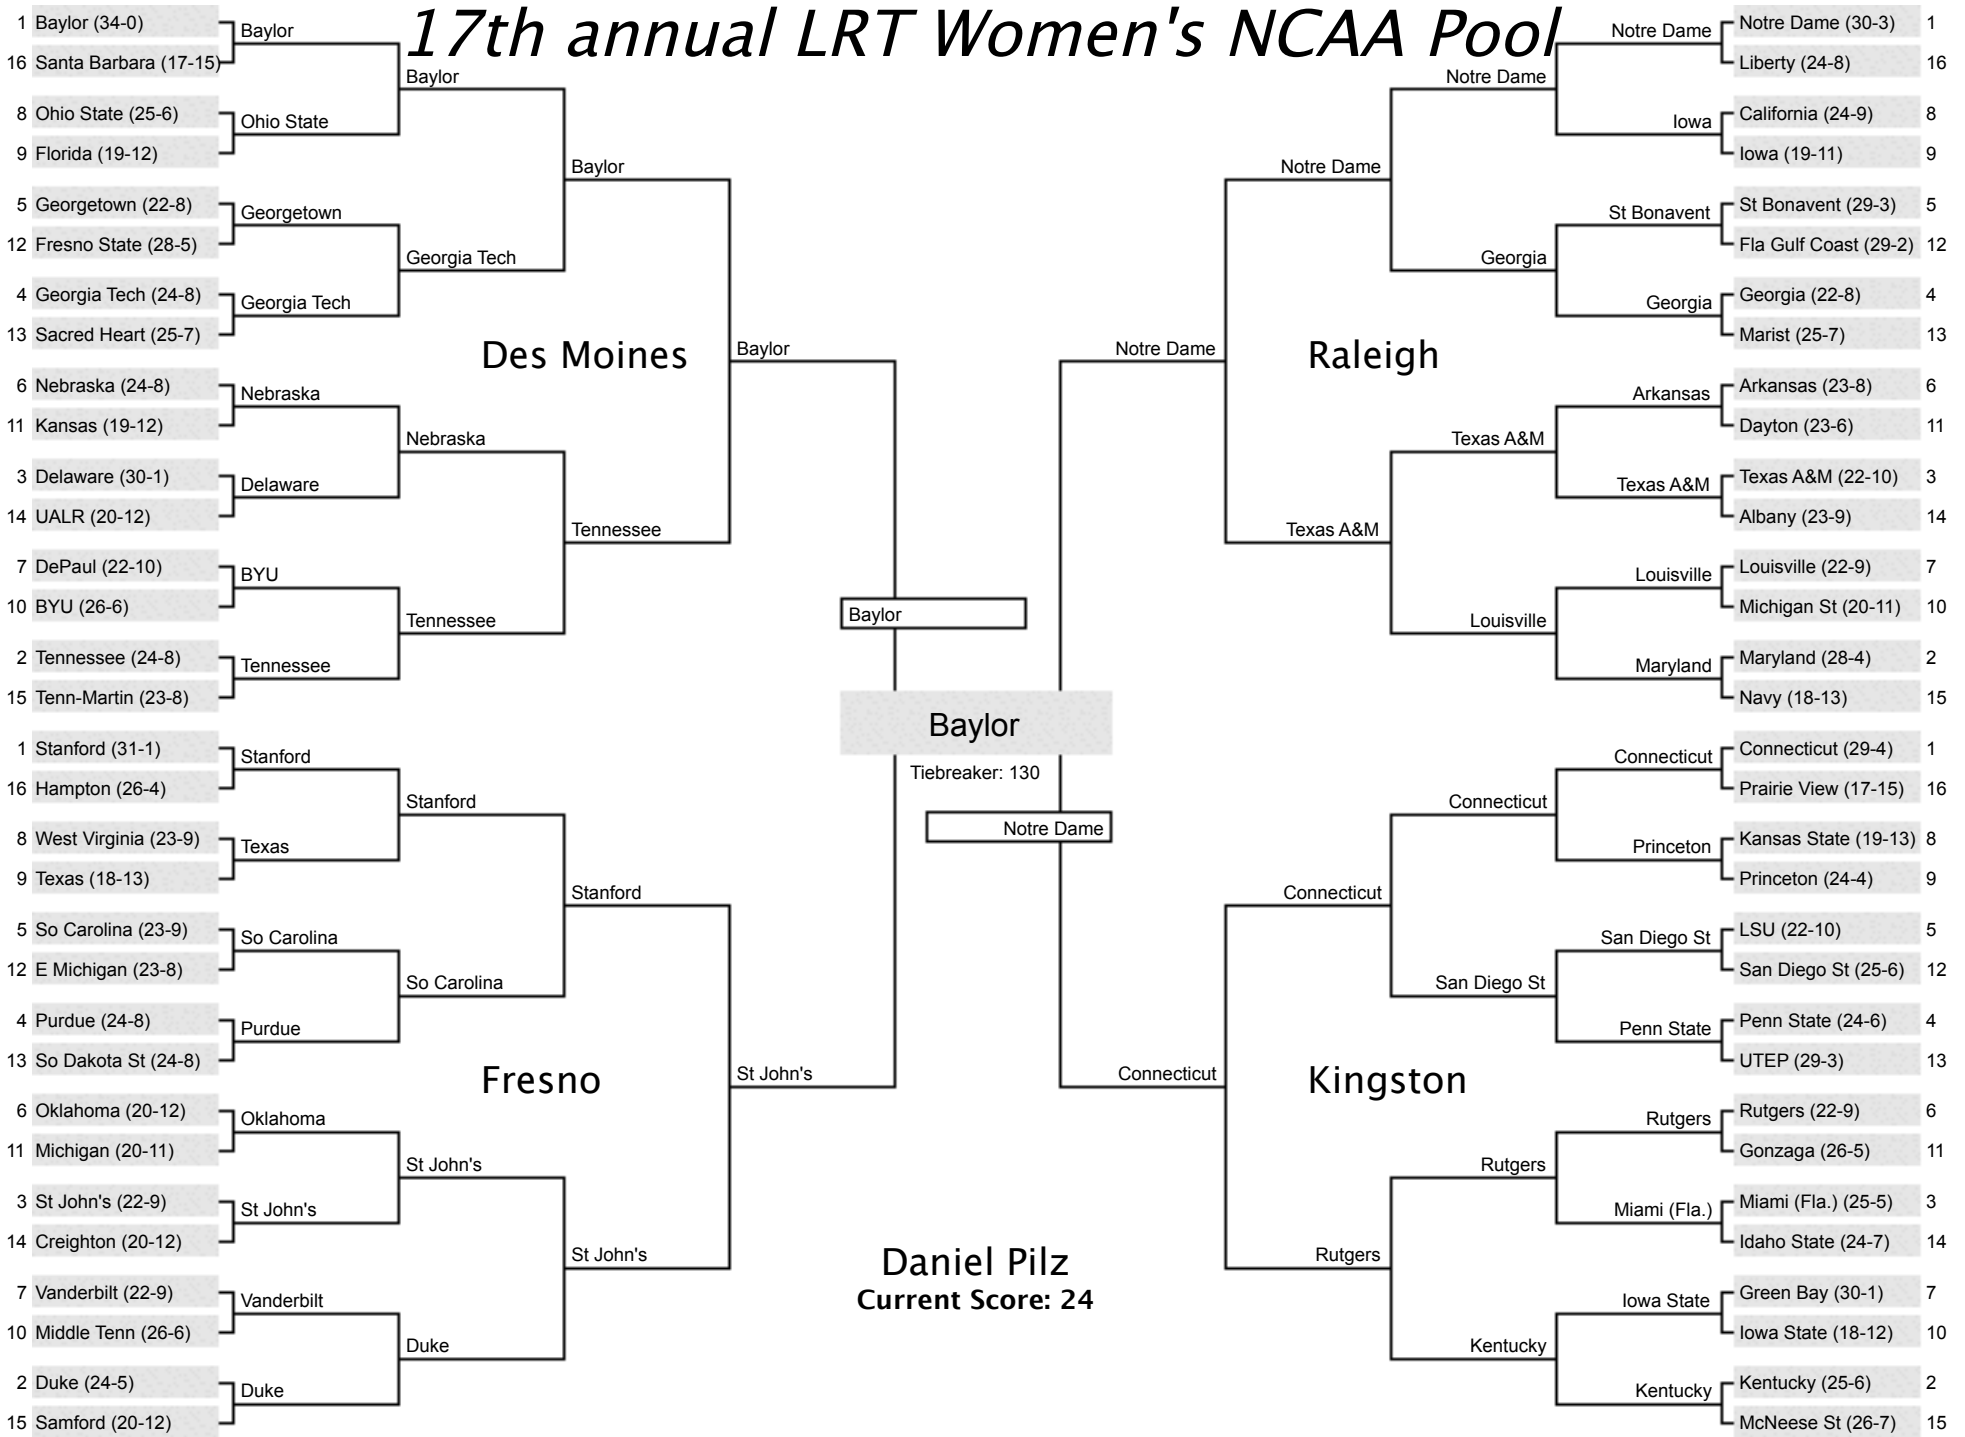 17th annual LRT Women's NCAA Pool
1 Baylor (34-0)
16 Santa Barbara (17-15)
8 Ohio State (25-6)
9 Florida (19-12)
5 Georgetown (22-8)
12 Fresno State (28-5)
4 Georgia Tech (24-8)
13 Sacred Heart (25-7)
6 Nebraska (24-8)
11 Kansas (19-12)
3 Delaware (30-1)
14 UALR (20-12)
7 DePaul (22-10)
10 BYU (26-6)
2 Tennessee (24-8)
15 Tenn-Martin (23-8)
Baylor
Ohio State
Georgetown
Georgia Tech
Nebraska
Delaware
BYU
Tennessee
Baylor
Georgia Tech
Nebraska
Tennessee
Baylor
Tennessee
Des Moines
Baylor
1 Stanford (31-1)
16 Hampton (26-4)
8 West Virginia (23-9)
9 Texas (18-13)
5 So Carolina (23-9)
12 E Michigan (23-8)
4 Purdue (24-8)
13 So Dakota St (24-8)
6 Oklahoma (20-12)
11 Michigan (20-11)
3 St John's (22-9)
14 Creighton (20-12)
7 Vanderbilt (22-9)
10 Middle Tenn (26-6)
2 Duke (24-5)
15 Samford (20-12)
Stanford
Texas
So Carolina
Purdue
Oklahoma
St John's
Vanderbilt
Duke
Stanford
So Carolina
St John's
Duke
Stanford
St John's
Fresno
St John's
Baylor
Baylor
Tiebreaker: 130
Notre Dame
Daniel Pilz
Current Score: 24
Notre Dame
Raleigh
Notre Dame
Texas A&M
Notre Dame
Georgia
Texas A&M
Louisville
Notre Dame
Iowa
St Bonavent
Georgia
Arkansas
Texas A&M
Louisville
Maryland
Notre Dame (30-3) 1
Liberty (24-8) 16
California (24-9) 8
Iowa (19-11) 9
St Bonavent (29-3) 5
Fla Gulf Coast (29-2) 12
Georgia (22-8) 4
Marist (25-7) 13
Arkansas (23-8) 6
Dayton (23-6) 11
Texas A&M (22-10) 3
Albany (23-9) 14
Louisville (22-9) 7
Michigan St (20-11) 10
Maryland (28-4) 2
Navy (18-13) 15
Connecticut
Kingston
Connecticut
Rutgers
Connecticut
San Diego St
Rutgers
Kentucky
Connecticut
Princeton
San Diego St
Penn State
Rutgers
Miami (Fla.)
Iowa State
Kentucky
Connecticut (29-4) 1
Prairie View (17-15) 16
Kansas State (19-13) 8
Princeton (24-4) 9
LSU (22-10) 5
San Diego St (25-6) 12
Penn State (24-6) 4
UTEP (29-3) 13
Rutgers (22-9) 6
Gonzaga (26-5) 11
Miami (Fla.) (25-5) 3
Idaho State (24-7) 14
Green Bay (30-1) 7
Iowa State (18-12) 10
Kentucky (25-6) 2
McNeese St (26-7) 15